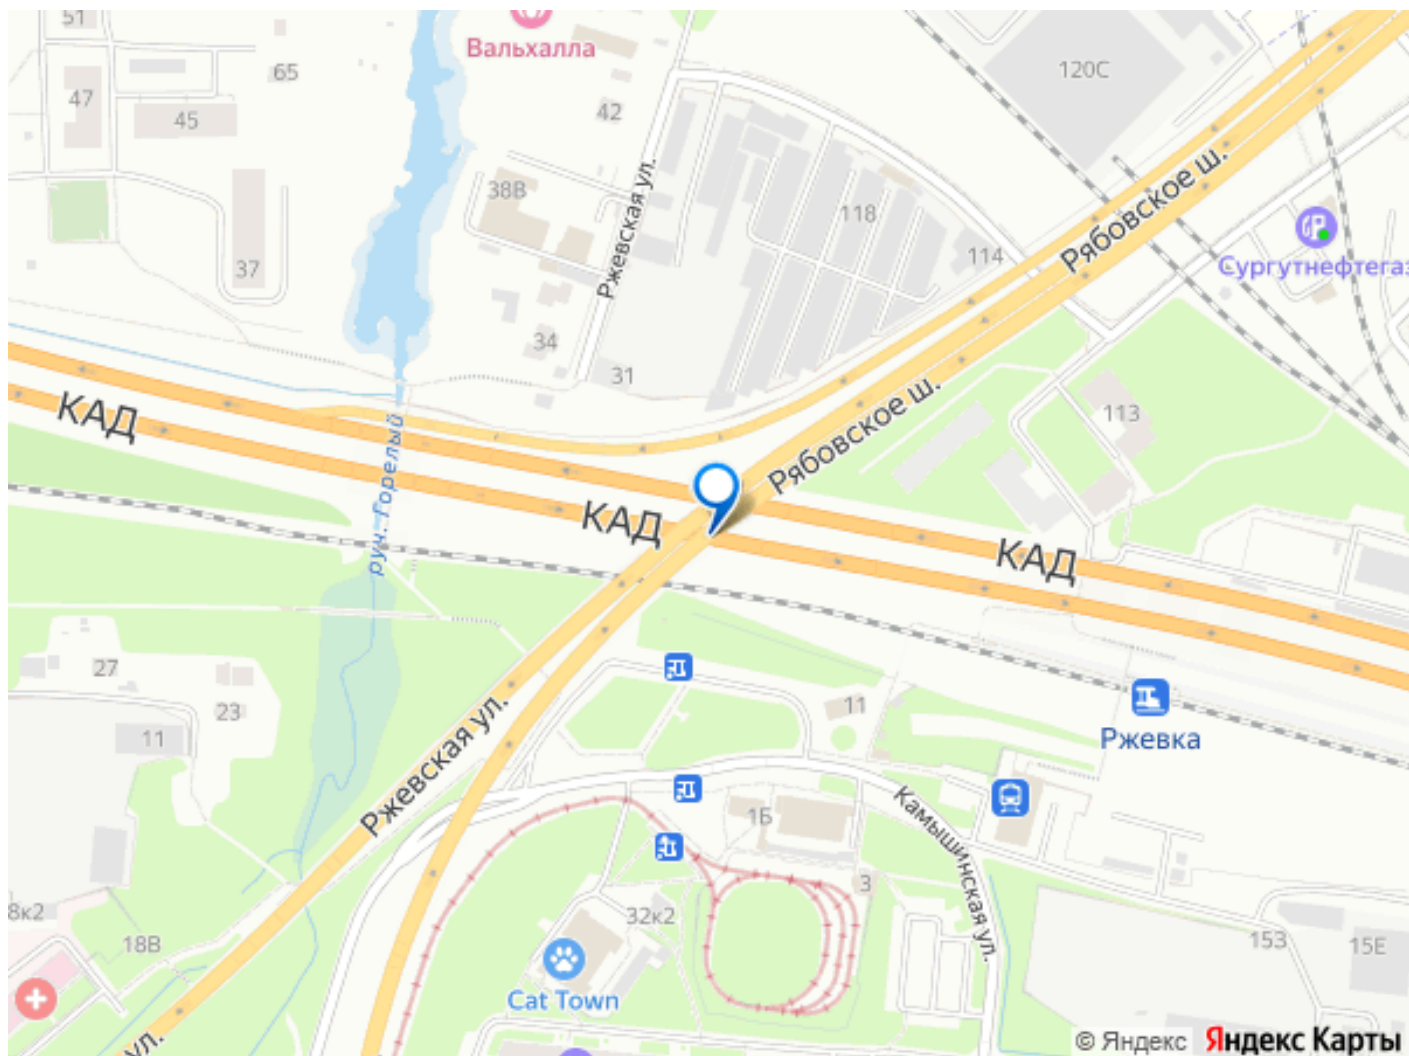 51
Вальхалла
65
120С
47
42
45
Ржевская ул.
38В
118
Рябовское ш.
114
Сургутнефтегаз
37
34
31
КАД
Рябовское ш.
113
руч. Горелый
КАД
КАД
27
23
11
11
Ржевка
Ржевская ул.
1Б
Камышинская ул.
3
8к2
32к2
18В
153
15Е
Cat Town
ул.
© Яндекс Яндекс Карты